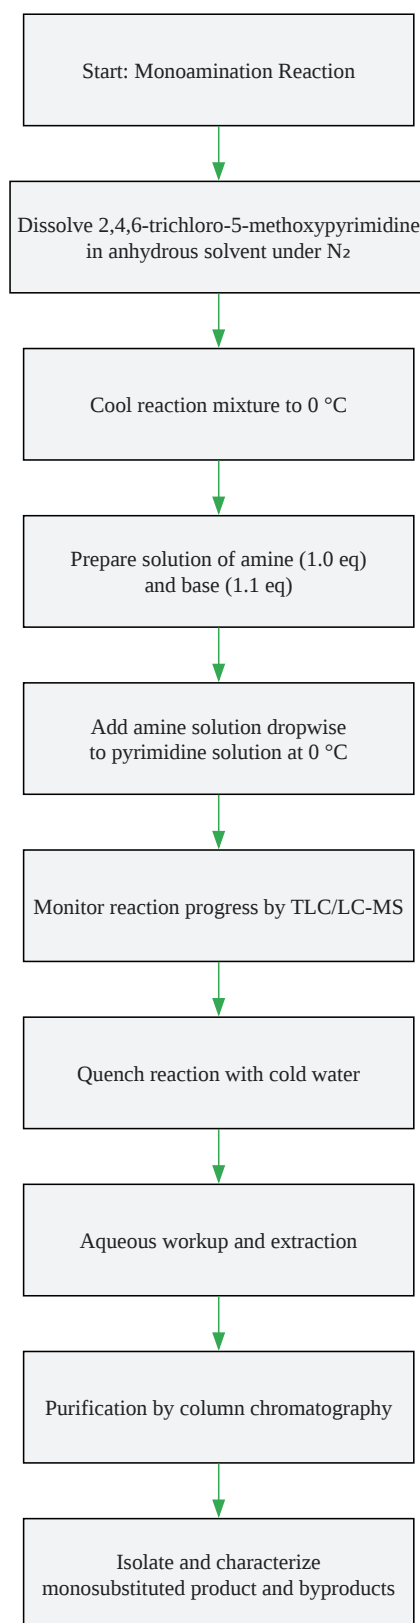 Start: Monoamination Reaction
Dissolve 2,4,6-trichloro-5-methoxypyrimidine
in anhydrous solvent under N₂
Cool reaction mixture to 0 °C
Prepare solution of amine (1.0 eq)
and base (1.1 eq)
Add amine solution dropwise
to pyrimidine solution at 0 °C
Monitor reaction progress by TLC/LC-MS
Quench reaction with cold water
Aqueous workup and extraction
Purification by column chromatography
Isolate and characterize
monosubstituted product and byproducts